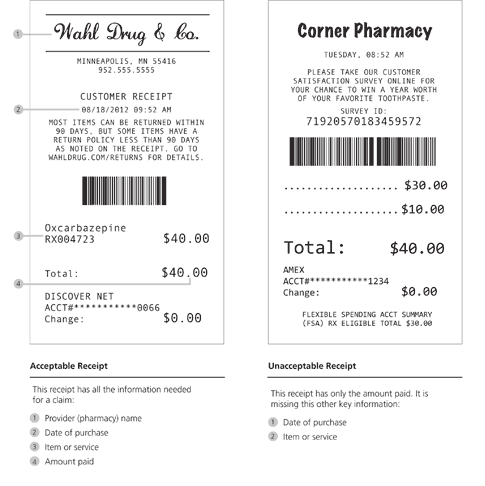 1
Wahl Drug & Co.
MINNEAPOLIS, MN 55416
952.555.5555
CUSTOMER RECEIPT
2
08/18/2012 09:52 AM
MOST ITEMS CAN BE RETURNED WITHIN
90 DAYS, BUT SOME ITEMS HAVE A
RETURN POLICY LESS THAN 90 DAYS
AS NOTED ON THE RECEIPT. GO TO
WAHLDRUG.COM/RETURNS FOR DETAILS.
Oxcarbazepine
3
RX004723 $40.00
Total: $40.00
4
DISCOVER NET
ACCT#***********0066
Change: $0.00
Acceptable Receipt
This receipt has all the information needed
for a claim:
1 Provider (pharmacy) name
2 Date of purchase
3 Item or service
4 Amount paid
Corner Pharmacy
TUESDAY, 08:52 AM
PLEASE TAKE OUR CUSTOMER
SATISFACTION SURVEY ONLINE FOR
YOUR CHANCE TO WIN A YEAR WORTH
OF YOUR FAVORITE TOOTHPASTE.
SURVEY ID:
71920570183459572
.................... $30.00
.................... $10.00
Total: $40.00
AMEX
ACCT#***********1234
Change: $0.00
FLEXIBLE SPENDING ACCT SUMMARY
(FSA) RX ELIGIBLE TOTAL $30.00
Unacceptable Receipt
This receipt has only the amount paid. It is
missing this other key information:
1 Date of purchase
2 Item or service